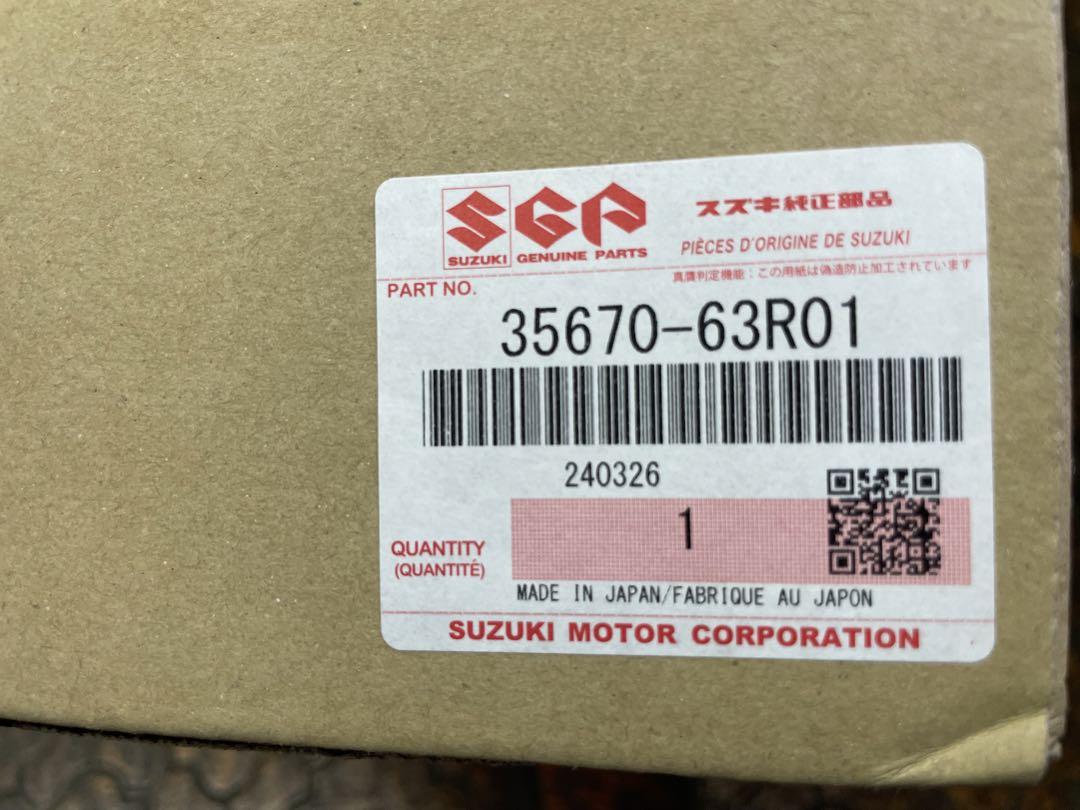 SUZUKI
SGP
GENUINE PARTS
スズキ純正部品
PIÈCES D'ORIGINE DE SUZUKI
真贋判定機能：この用紙は偽造防止加工されています
PART NO.
35670-63R01
240326
1
QUANTITY
(QUANTITÉ)
MADE IN JAPAN/FABRIQUE AU JAPON
SUZUKI MOTOR CORPORATION